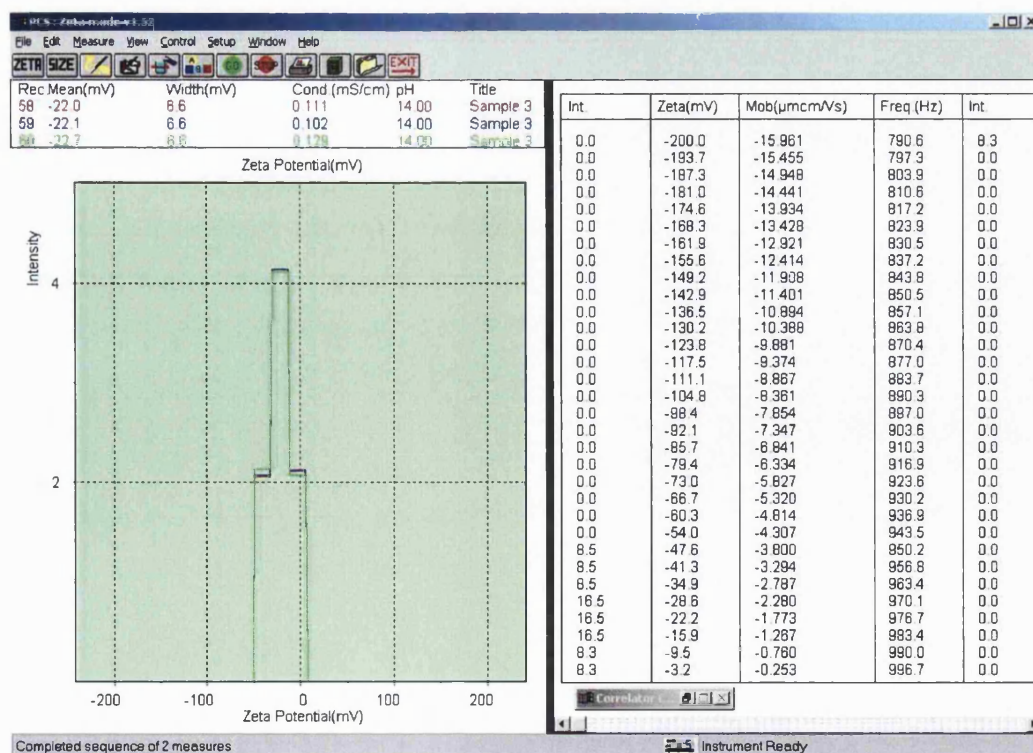 PCS : Zeta-mode-v1.52
File Edit Measure View Control Setup Window Help
ZETA SIZE GO STOP EXIT
Rec Mean(mV) Width(mV) Cond (mS/cm) pH Title
58 -22.0 6.6 0.111 14.00 Sample 3
59 -22.1 6.6 0.102 14.00 Sample 3
60 -22.7 6.6 0.129 14.00 Sample 3
Zeta Potential(mV)
Intensity
4
2
-200 -100 0 100 200
Zeta Potential(mV)
Int. Zeta(mV) Mob(µmcm/Vs) Freq (Hz) Int.
0.0 -200.0 -15.961 790.6 8.3
0.0 -193.7 -15.455 797.3 0.0
0.0 -187.3 -14.948 803.9 0.0
0.0 -181.0 -14.441 810.6 0.0
0.0 -174.6 -13.934 817.2 0.0
0.0 -168.3 -13.428 823.9 0.0
0.0 -161.9 -12.921 830.5 0.0
0.0 -155.6 -12.414 837.2 0.0
0.0 -149.2 -11.908 843.8 0.0
0.0 -142.9 -11.401 850.5 0.0
0.0 -136.5 -10.894 857.1 0.0
0.0 -130.2 -10.388 863.8 0.0
0.0 -123.8 -9.881 870.4 0.0
0.0 -117.5 -9.374 877.0 0.0
0.0 -111.1 -8.867 883.7 0.0
0.0 -104.8 -8.361 890.3 0.0
0.0 -98.4 -7.854 897.0 0.0
0.0 -92.1 -7.347 903.6 0.0
0.0 -85.7 -6.841 910.3 0.0
0.0 -79.4 -6.334 916.9 0.0
0.0 -73.0 -5.827 923.6 0.0
0.0 -66.7 -5.320 930.2 0.0
0.0 -60.3 -4.814 936.9 0.0
0.0 -54.0 -4.307 943.5 0.0
8.5 -47.6 -3.800 950.2 0.0
8.5 -41.3 -3.294 956.8 0.0
8.5 -34.9 -2.787 963.4 0.0
16.5 -28.6 -2.280 970.1 0.0
16.5 -22.2 -1.773 976.7 0.0
16.5 -15.9 -1.267 983.4 0.0
8.3 -9.5 -0.760 990.0 0.0
8.3 -3.2 -0.253 996.7 0.0
Correlator
Completed sequence of 2 measures
Instrument Ready